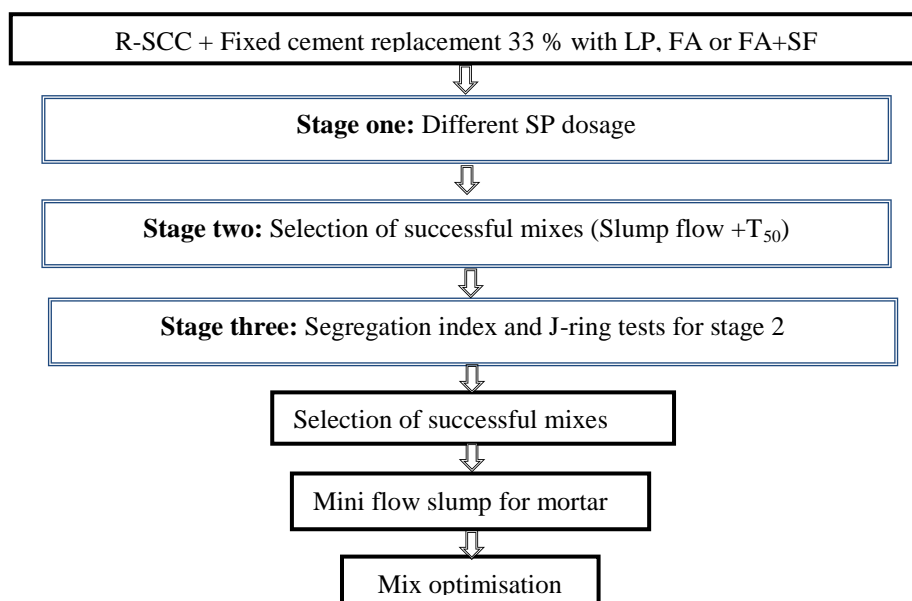 R-SCC + Fixed cement replacement 33 % with LP, FA or FA+SF
Stage one: Different SP dosage
Stage two: Selection of successful mixes (Slump flow +T₅₀)
Stage three: Segregation index and J-ring tests for stage 2
Selection of successful mixes
Mini flow slump for mortar
Mix optimisation